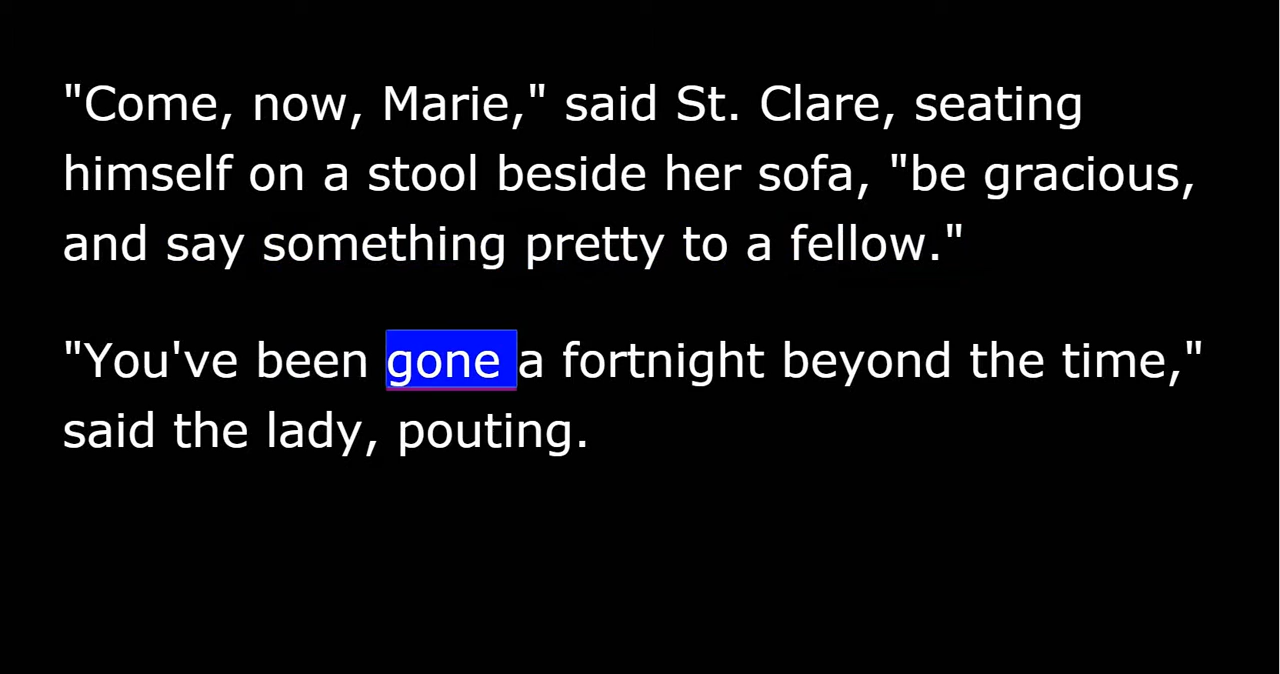 "Come, now, Marie," said St. Clare, seating
himself on a stool beside her sofa, "be gracious,
and say something pretty to a fellow."
"You've been gone a fortnight beyond the time,"
said the lady, pouting.